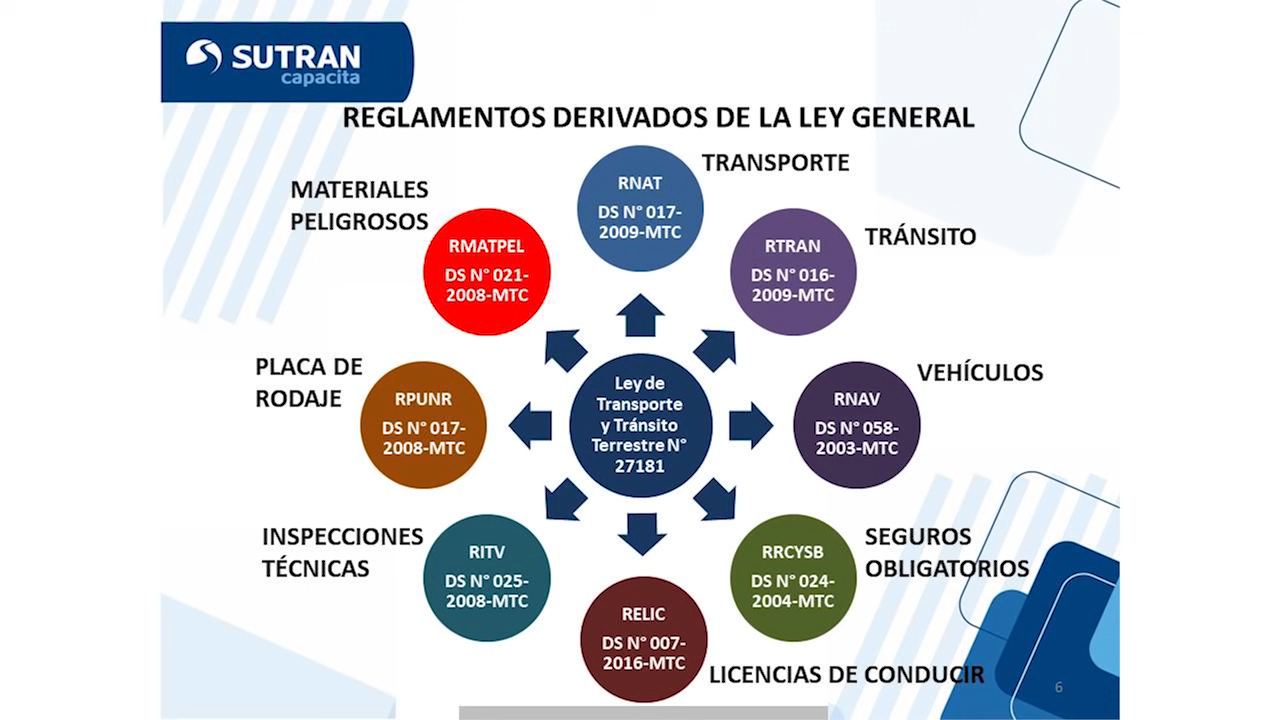 SUTRAN
capacita
REGLAMENTOS DERIVADOS DE LA LEY GENERAL
TRANSPORTE
RNAT
DS N° 017-
2009-MTC
TRÁNSITO
RTRAN
DS N° 016-
2009-MTC
VEHÍCULOS
RNAV
DS N° 058-
2003-MTC
SEGUROS
OBLIGATORIOS
RRCYSB
DS N° 024-
2004-MTC
LICENCIAS DE CONDUCIR
RELIC
DS N° 007-
2016-MTC
INSPECCIONES
TÉCNICAS
RITV
DS N° 025-
2008-MTC
PLACA DE
RODAJE
RPUNR
DS N° 017-
2008-MTC
MATERIALES
PELIGROSOS
RMATPEL
DS N° 021-
2008-MTC
Ley de
Transporte
y Tránsito
Terrestre N°
27181
6